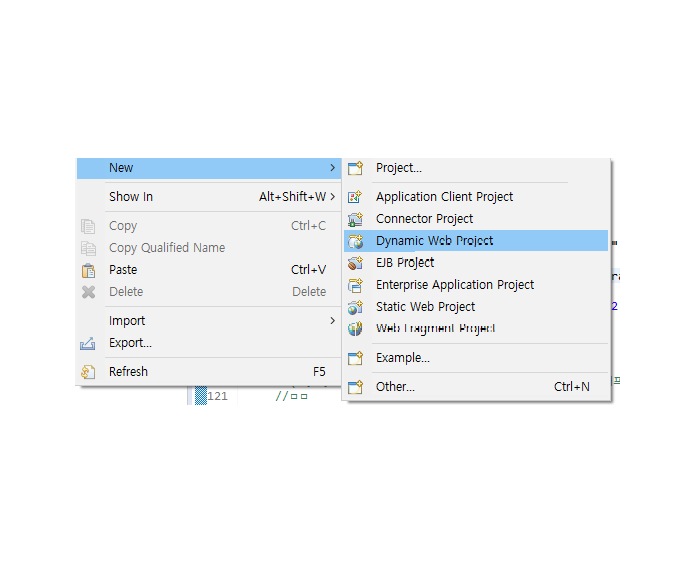 New
Show In Alt+Shift+W
Copy Ctrl+C
Copy Qualified Name
Paste Ctrl+V
Delete Delete
Import
Export...
Refresh F5
Project...
Application Client Project
Connector Project
Dynamic Web Project
EJB Project
Enterprise Application Project
Static Web Project
Web Fragment Project
Example...
Other... Ctrl+N
121 //